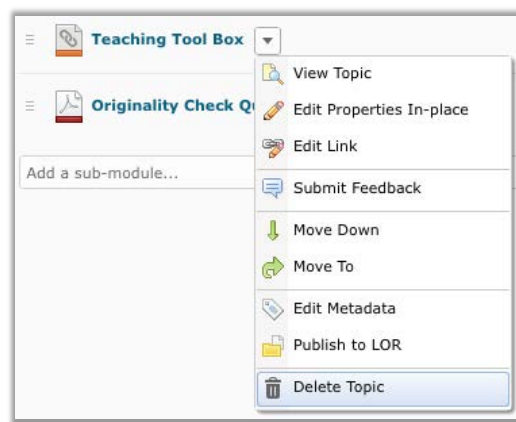 Teaching Tool Box
View Topic
Edit Properties In-place
Originality Check Qu
Edit Link
Add a sub-module...
Submit Feedback
Move Down
Move To
Edit Metadata
Publish to LOR
Delete Topic